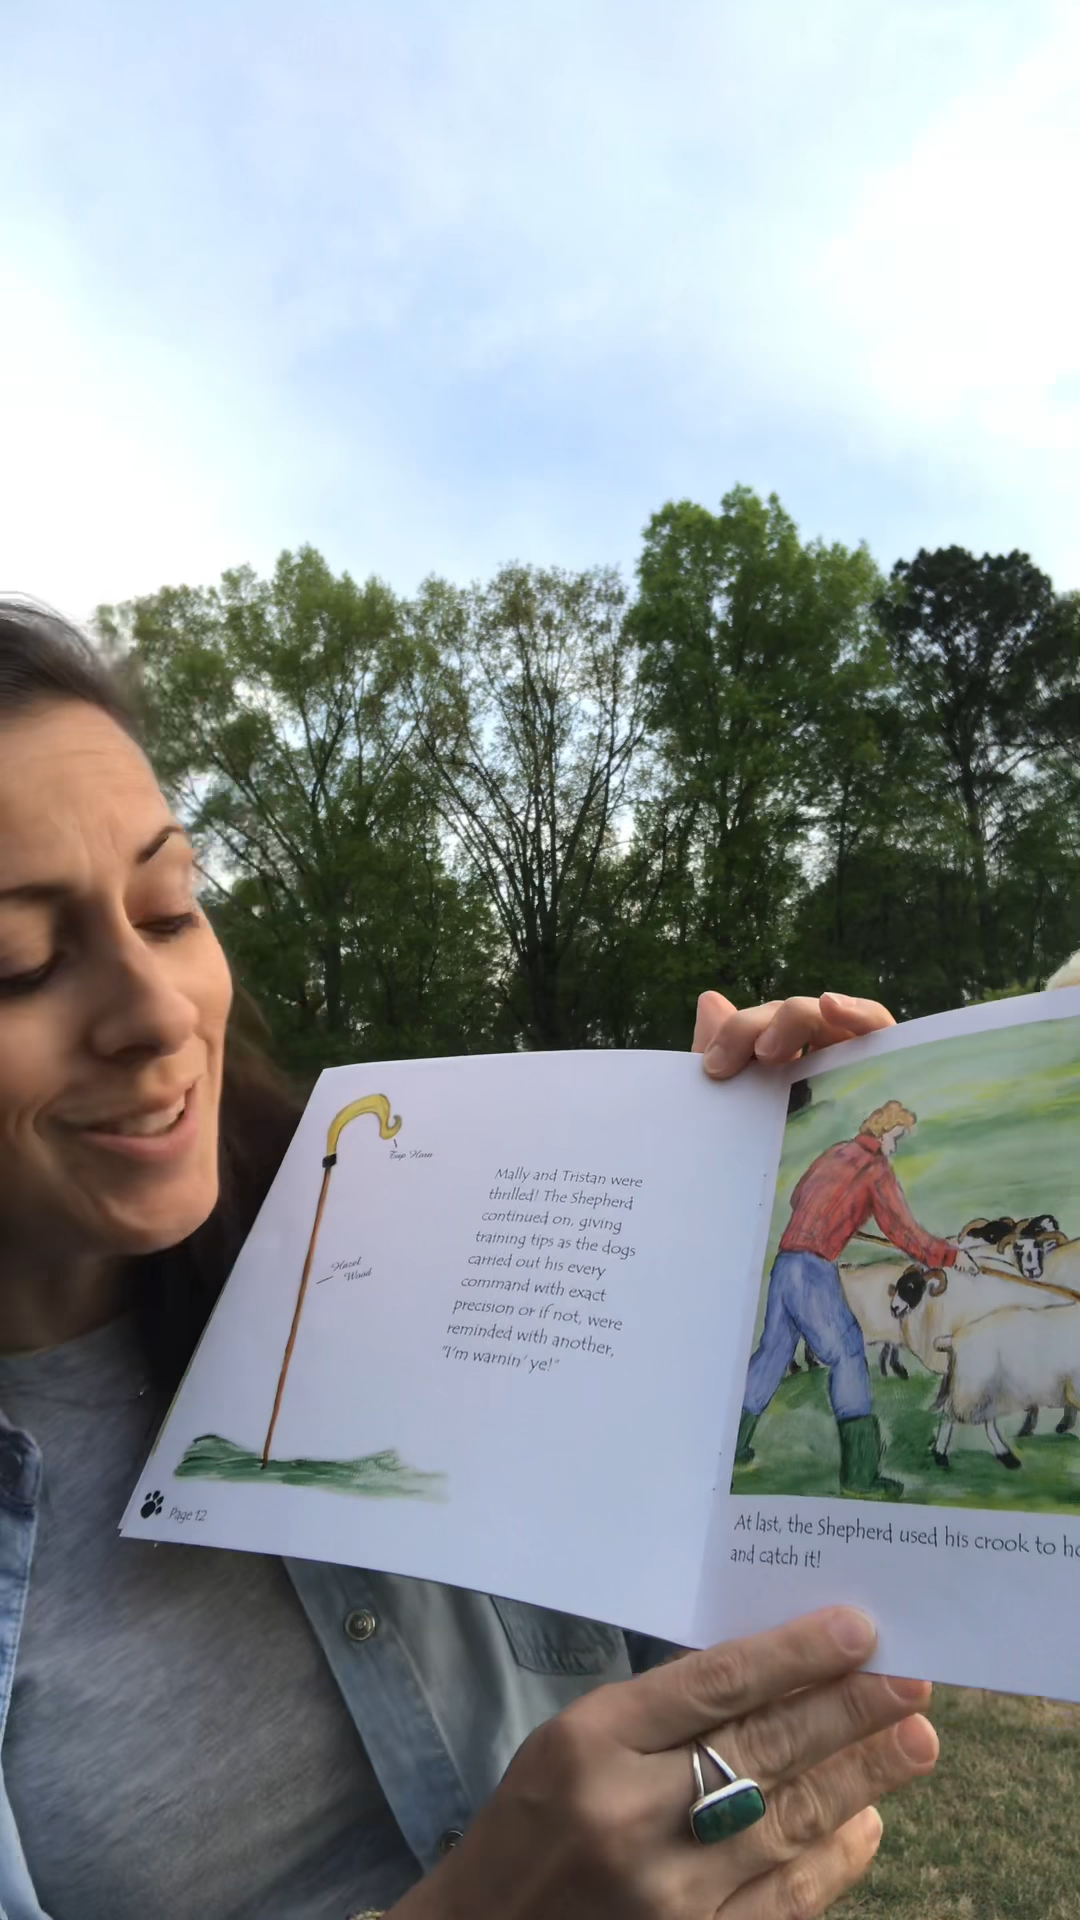 Tup Horn
Hazel
Wood
Mally and Tristan were
thrilled! The Shepherd
continued on, giving
training tips as the dogs
carried out his every
command with exact
precision or if not, were
reminded with another,
"I'm warnin' ye!"
Page 12
At last, the Shepherd used his crook to
and catch it!